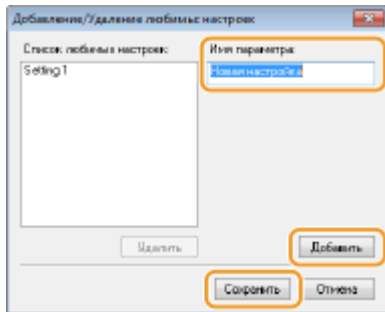 Добавление/Удаление любимых настроек
Список любимых настроек:
Имя параметра:
Setting 1
Новая настройка
Удалить
Добавить
Сохранить
Отмена